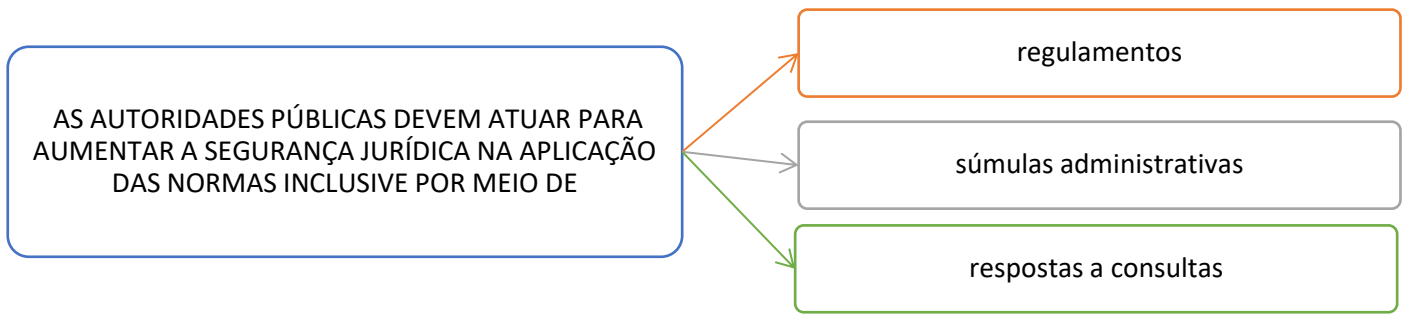 AS AUTORIDADES PÚBLICAS DEVEM ATUAR PARA
AUMENTAR A SEGURANÇA JURÍDICA NA APLICAÇÃO
DAS NORMAS INCLUSIVE POR MEIO DE
regulamentos
súmulas administrativas
respostas a consultas